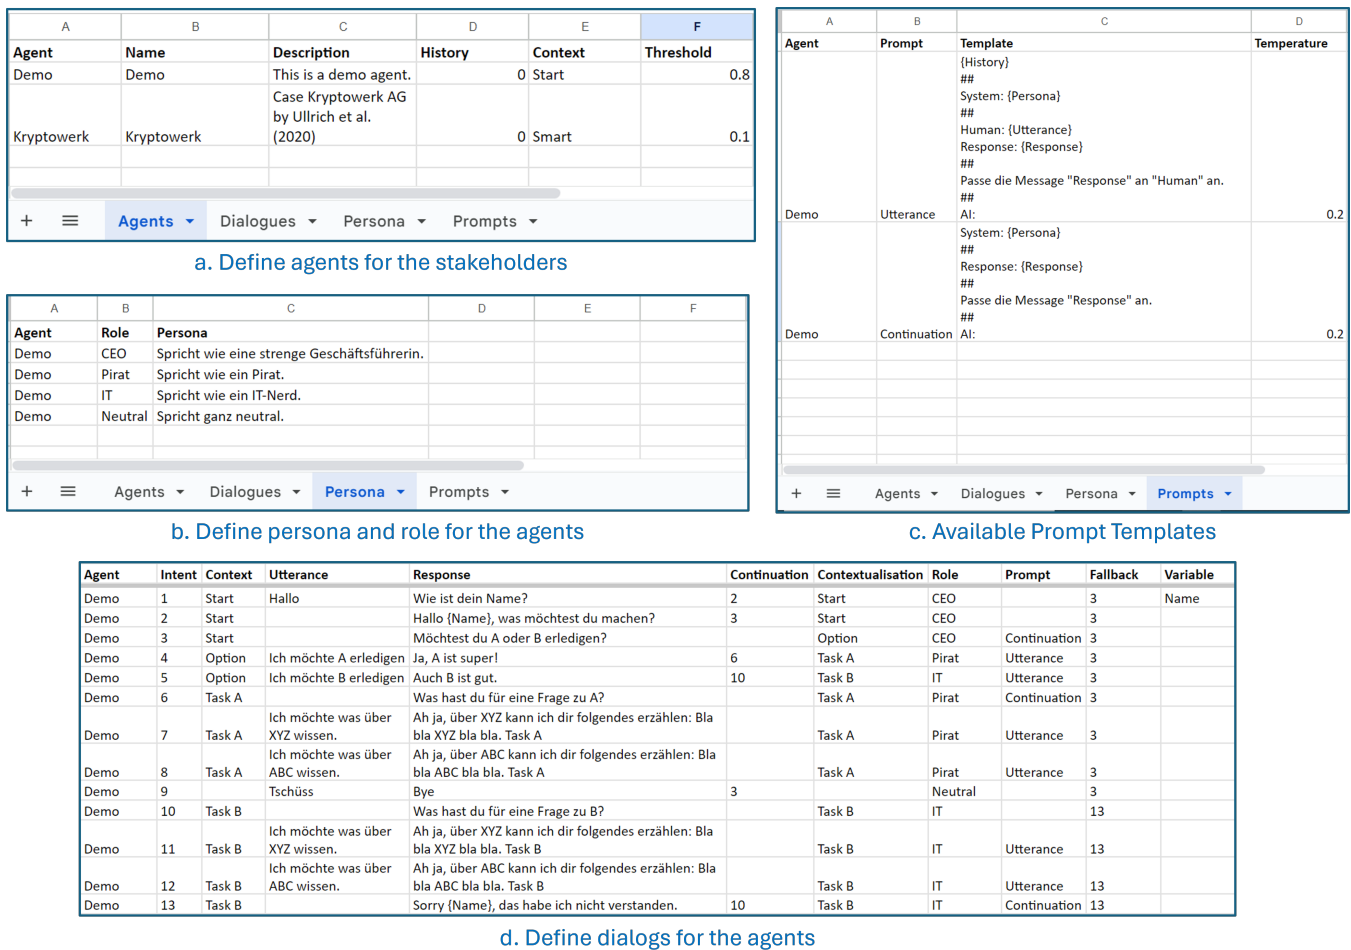 A B C D E F
Agent Name Description History Context Threshold
Demo Demo This is a demo agent. 0 Start 0.8
Case Kryptowerk AG
by Ullrich et al.
Kryptowerk Kryptowerk (2020) 0 Smart 0.1
+ Agents Dialogues Persona Prompts
a. Define agents for the stakeholders
A B C D E F
Agent Role Persona
Demo CEO Spricht wie eine strenge Geschäftsführerin.
Demo Pirat Spricht wie ein Pirat.
Demo IT Spricht wie ein IT-Nerd.
Demo Neutral Spricht ganz neutral.
+ Agents Dialogues Persona Prompts
b. Define persona and role for the agents
A B C D
Agent Prompt Template Temperature
{History}
##
System: {Persona}
##
Human: {Utterance}
Response: {Response}
##
Passe die Message "Response" an "Human" an.
##
Demo Utterance AI: 0.2
System: {Persona}
##
Response: {Response}
##
Passe die Message "Response" an.
##
Demo Continuation AI: 0.2
+ Agents Dialogues Persona Prompts
c. Available Prompt Templates
Agent Intent Context Utterance Response Continuation Contextualisation Role Prompt Fallback Variable
Demo 1 Start Hallo Wie ist dein Name? 2 Start CEO 3 Name
Demo 2 Start Hallo {Name}, was möchtest du machen? 3 Start CEO 3
Demo 3 Start Möchtest du A oder B erledigen? Option CEO Continuation 3
Demo 4 Option Ich möchte A erledigen Ja, A ist super! 6 Task A Pirat Utterance 3
Demo 5 Option Ich möchte B erledigen Auch B ist gut. 10 Task B IT Utterance 3
Demo 6 Task A Was hast du für eine Frage zu A? Task A Pirat Continuation 3
Ich möchte was über Ah ja, über XYZ kann ich dir folgendes erzählen: Bla
Demo 7 Task A XYZ wissen. bla XYZ bla bla. Task A Task A Pirat Utterance 3
Ich möchte was über Ah ja, über ABC kann ich dir folgendes erzählen: Bla
Demo 8 Task A ABC wissen. bla ABC bla bla. Task A Task A Pirat Utterance 3
Demo 9 Tschüss Bye 3 Neutral 3
Demo 10 Task B Was hast du für eine Frage zu B? Task B IT 13
Ich möchte was über Ah ja, über XYZ kann ich dir folgendes erzählen: Bla
Demo 11 Task B XYZ wissen. bla XYZ bla bla. Task B Task B IT Utterance 13
Ich möchte was über Ah ja, über ABC kann ich dir folgendes erzählen: Bla
Demo 12 Task B ABC wissen. bla ABC bla bla. Task B Task B IT Utterance 13
Demo 13 Task B Sorry {Name}, das habe ich nicht verstanden. 10 Task B IT Continuation 13
d. Define dialogs for the agents